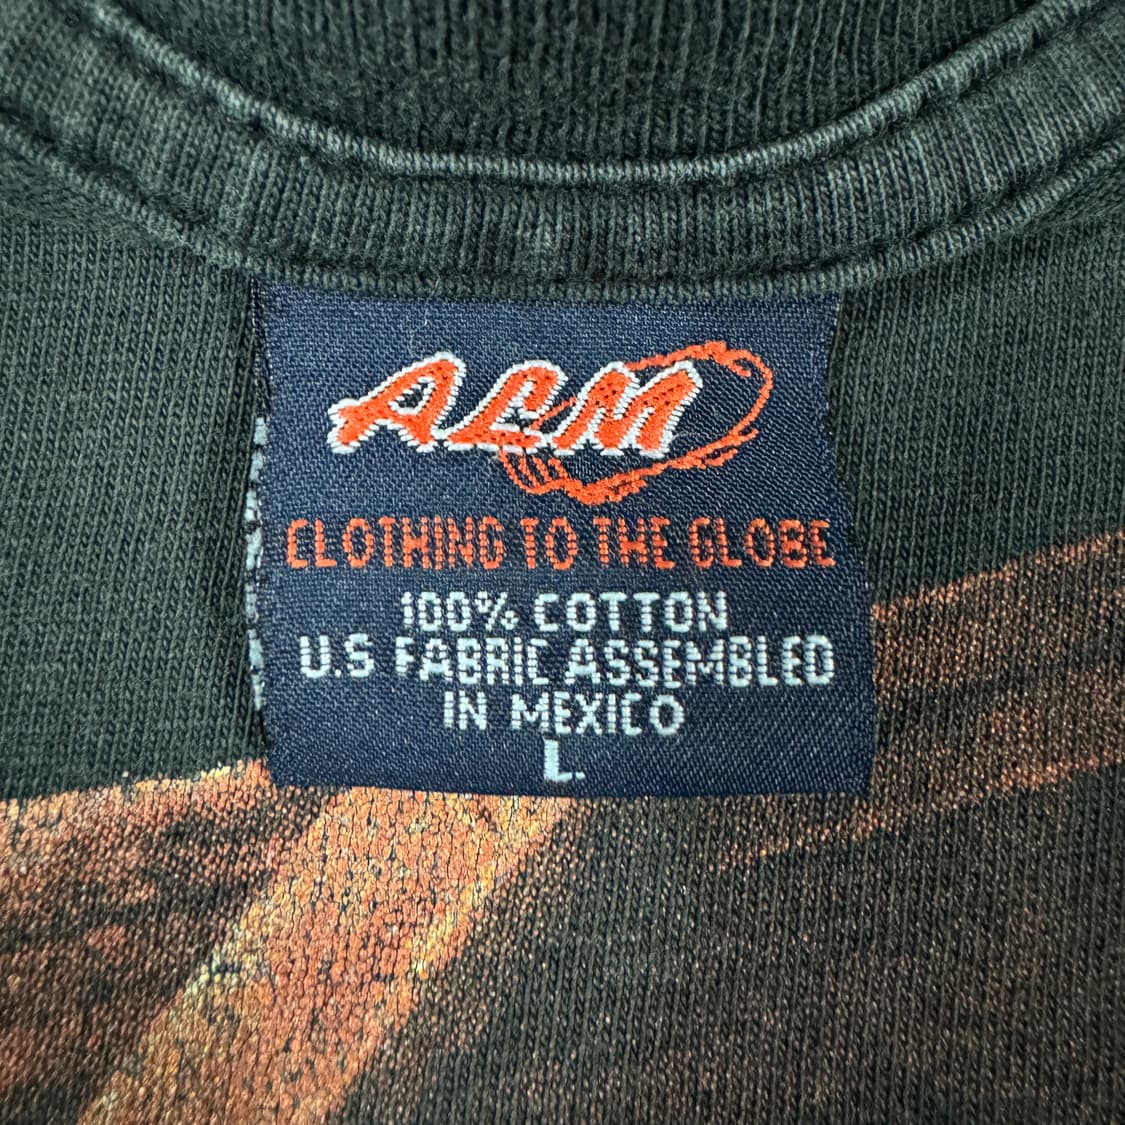 ALM
CLOTHING TO THE GLOBE
100% COTTON
U.S FABRIC ASSEMBLED
IN MEXICO
L.